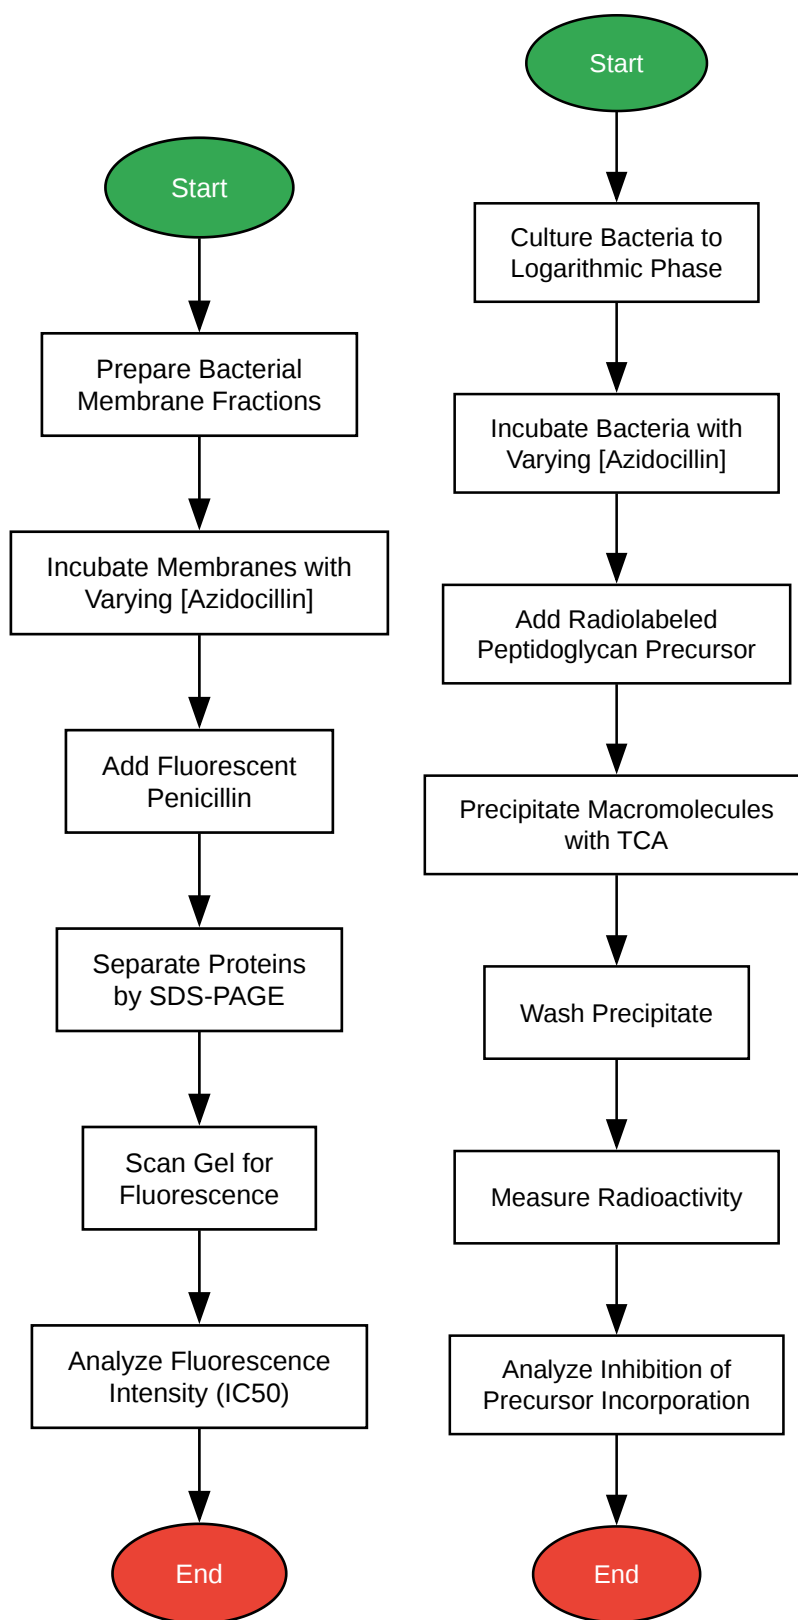 Start
Prepare Bacterial
Membrane Fractions
Incubate Membranes with
Varying [Azidocillin]
Add Fluorescent
Penicillin
Separate Proteins
by SDS-PAGE
Scan Gel for
Fluorescence
Analyze Fluorescence
Intensity (IC50)
End
Start
Culture Bacteria to
Logarithmic Phase
Incubate Bacteria with
Varying [Azidocillin]
Add Radiolabeled
Peptidoglycan Precursor
Precipitate Macromolecules
with TCA
Wash Precipitate
Measure Radioactivity
Analyze Inhibition of
Precursor Incorporation
End